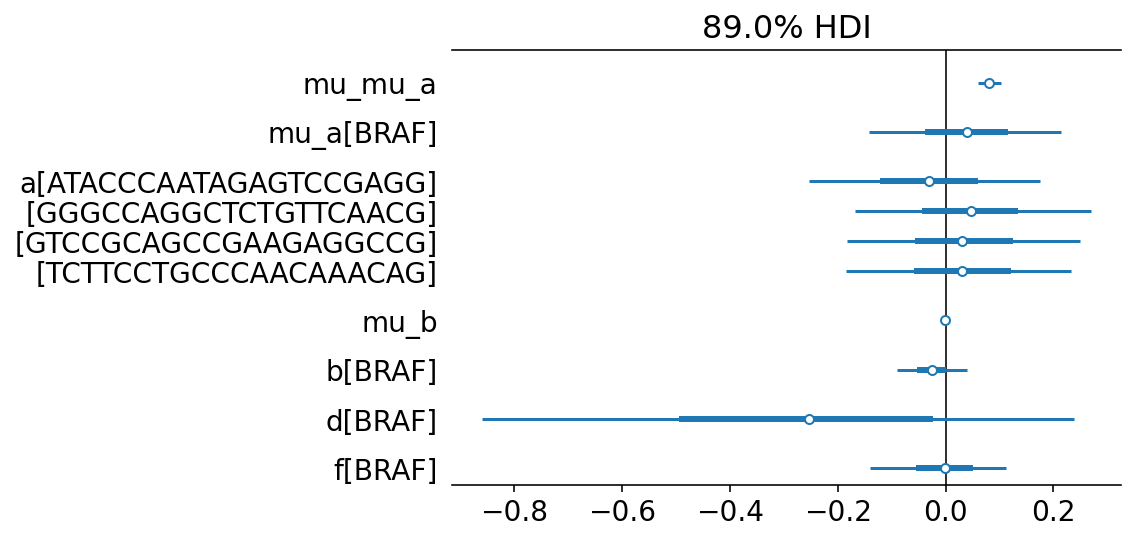 89.0% HDI
mu_mu_a
mu_a[BRAF]
a[ATACCCAATAGAGTCCGAGG]
[GGGCCAGGCTCTGTTCAACG]
[GTCCGCAGCCGAAGAGGCCG]
[TCTTCCTGCCCAACAAACAG]
mu_b
b[BRAF]
d[BRAF]
f[BRAF]
−0.8 −0.6 −0.4 −0.2 0.0 0.2